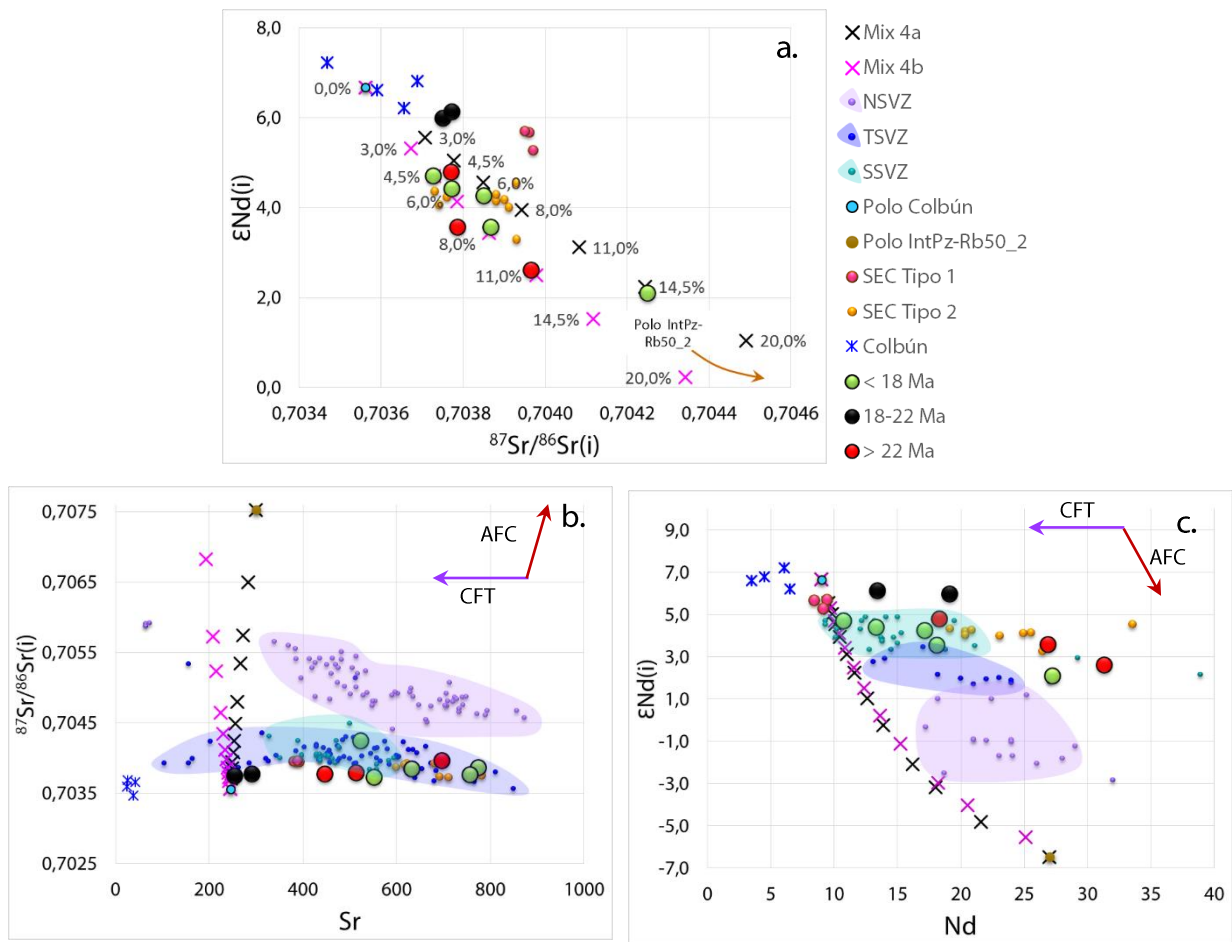 a.
8,0
6,0
4,0
2,0
0,0
εNd(i)
0,0%
3,0%
3,0%
4,5%
4,5%
6,0%
6,0%
8,0%
8,0%
11,0%
11,0%
14,5%
14,5%
Polo IntPz-
Rb50_2
20,0%
20,0%
0,7034 0,7036 0,7038 0,704 0,7042 0,7044 0,7046
⁸⁷Sr/⁸⁶Sr(i)
Mix 4a
Mix 4b
NSVZ
TSVZ
SSVZ
Polo Colbún
Polo IntPz-Rb50_2
SEC Tipo 1
SEC Tipo 2
Colbún
< 18 Ma
18-22 Ma
> 22 Ma
b.
AFC
CFT
0,7075
0,7065
0,7055
0,7045
0,7035
0,7025
⁸⁷Sr/⁸⁶Sr(i)
0 200 400 600 800 1000
Sr
c.
CFT
AFC
9,0
7,0
5,0
3,0
1,0
-1,0
-3,0
-5,0
-7,0
εNd(i)
0 5 10 15 20 25 30 35 40
Nd